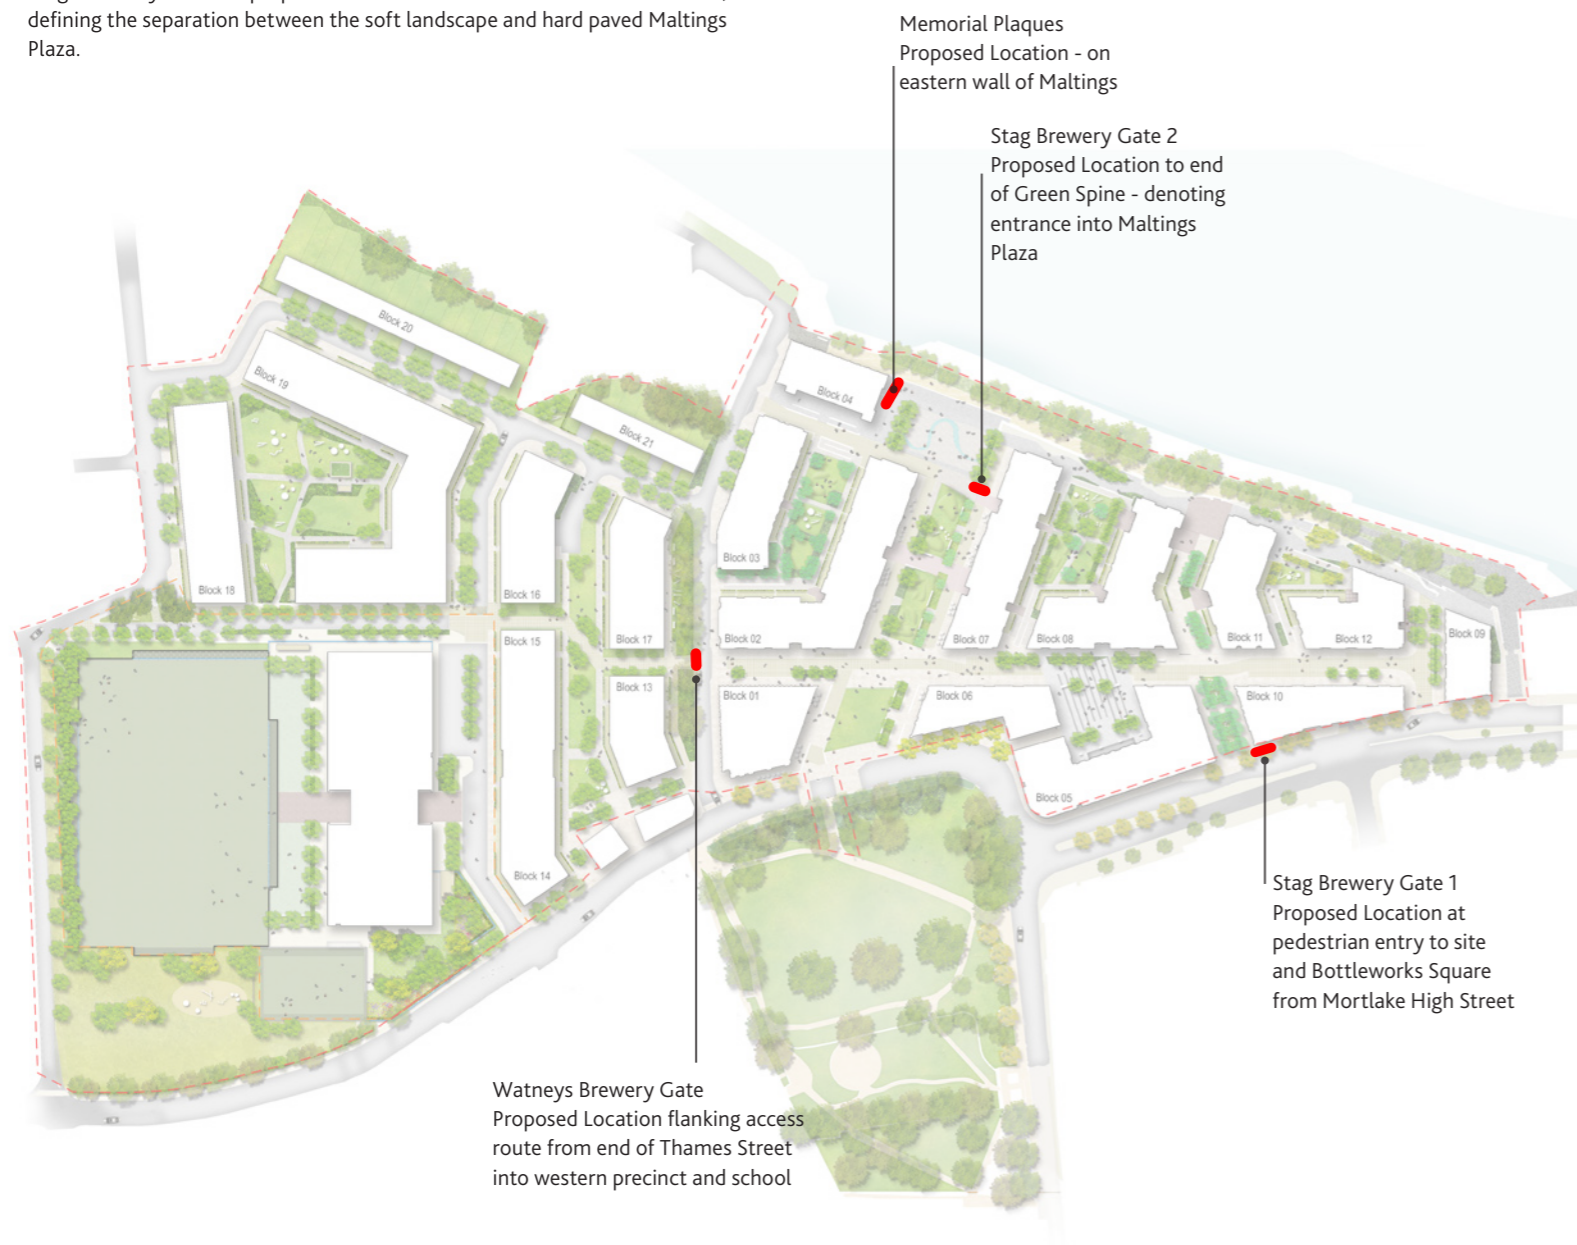 defining the separation between the soft landscape and hard paved Maltings
Plaza.
Memorial Plaques
Proposed Location - on
eastern wall of Maltings
Stag Brewery Gate 2
Proposed Location to end
of Green Spine - denoting
entrance into Maltings
Plaza
Block 20
Block 19
Block 04
Block 21
Block 03
Block 18
Block 16
Block 15
Block 17
Block 02
Block 07
Block 08
Block 11
Block 12
Block 09
Block 13
Block 01
Block 06
Block 10
Block 05
Block 14
Stag Brewery Gate 1
Proposed Location at
pedestrian entry to site
and Bottleworks Square
from Mortlake High Street
Watneys Brewery Gate
Proposed Location flanking access
route from end of Thames Street
into western precinct and school